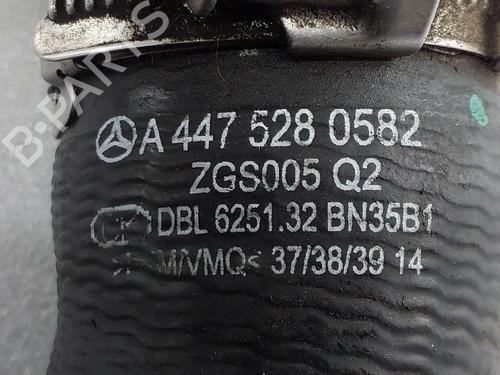 B-PARTS
A 447 528 0582
ZGS005 Q2
DBL 6251.32 BN35B1
M/VMQ< 37/38/39 14